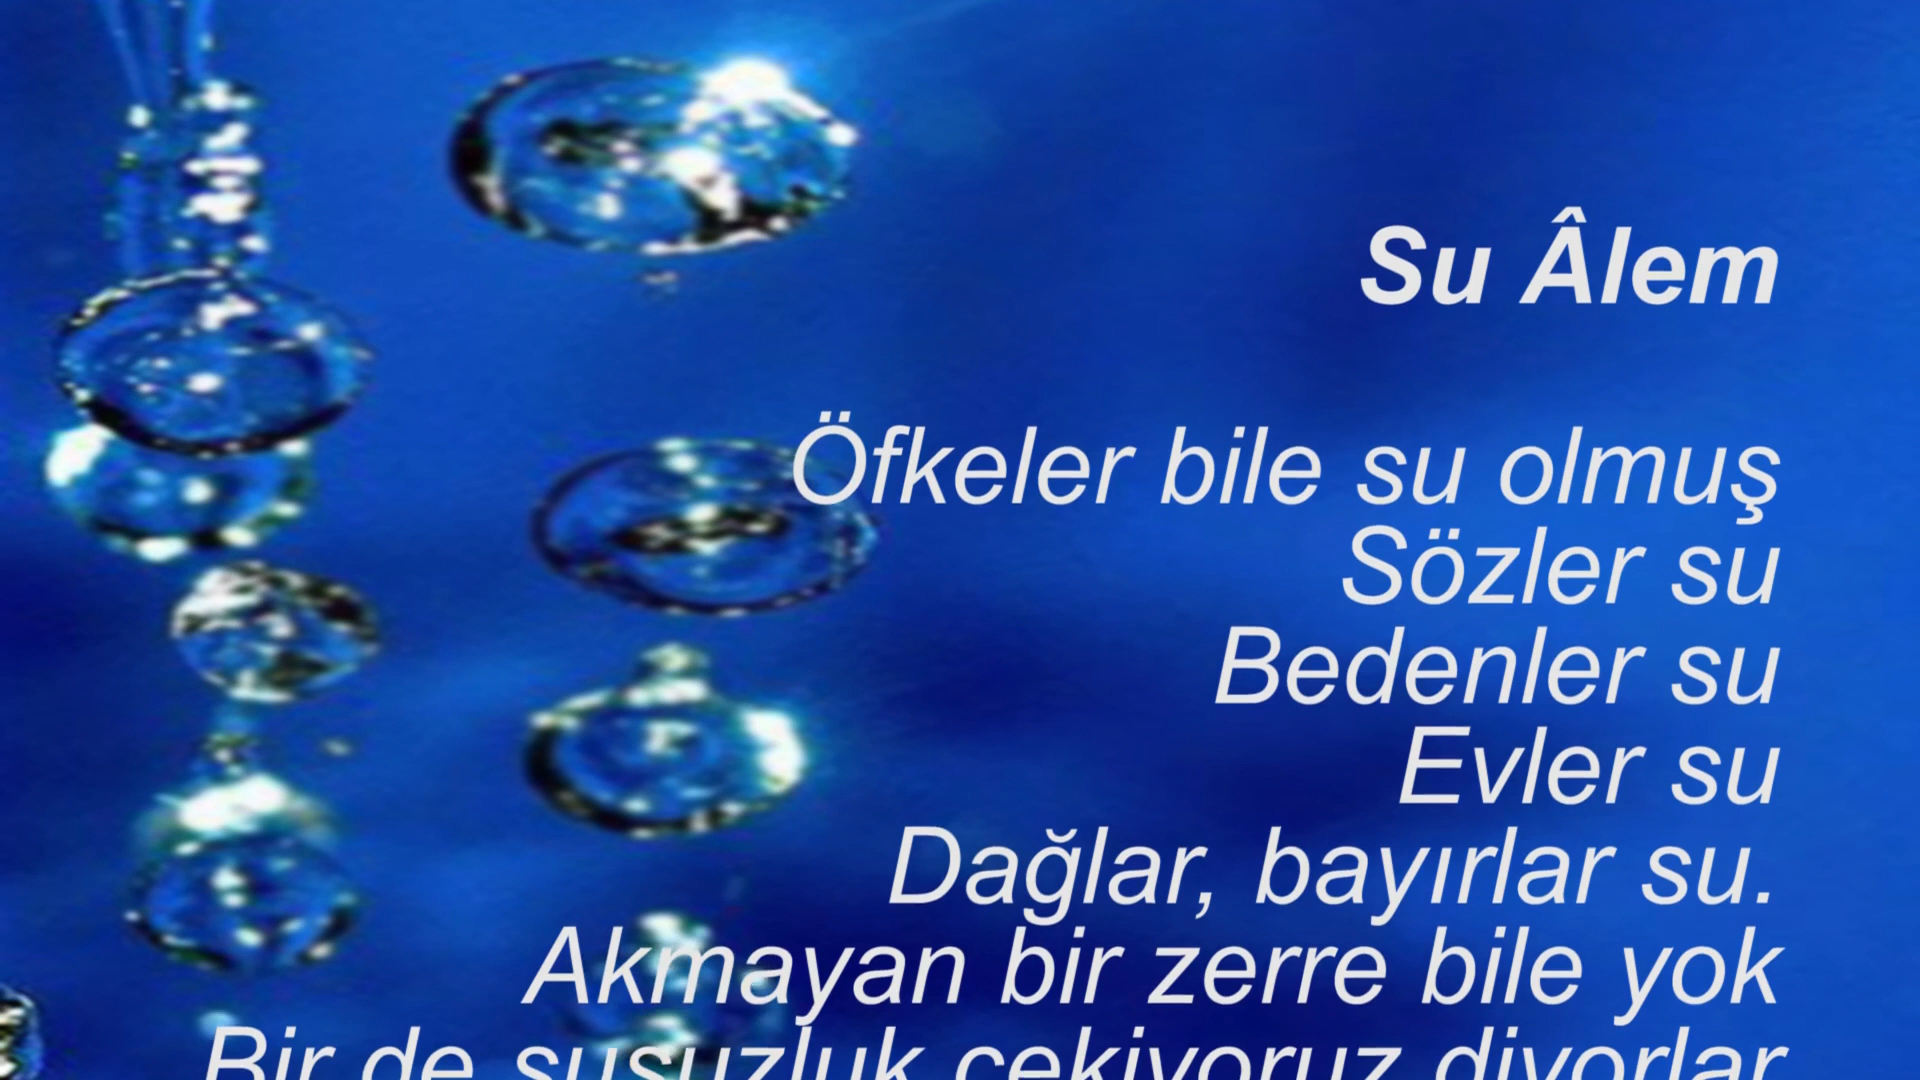 Su Âlem
Öfkeler bile su olmuş
Sözler su
Bedenler su
Evler su
Dağlar, bayırlar su.
Akmayan bir zerre bile yok
Bir de susuzluk çekiyoruz diyorlar